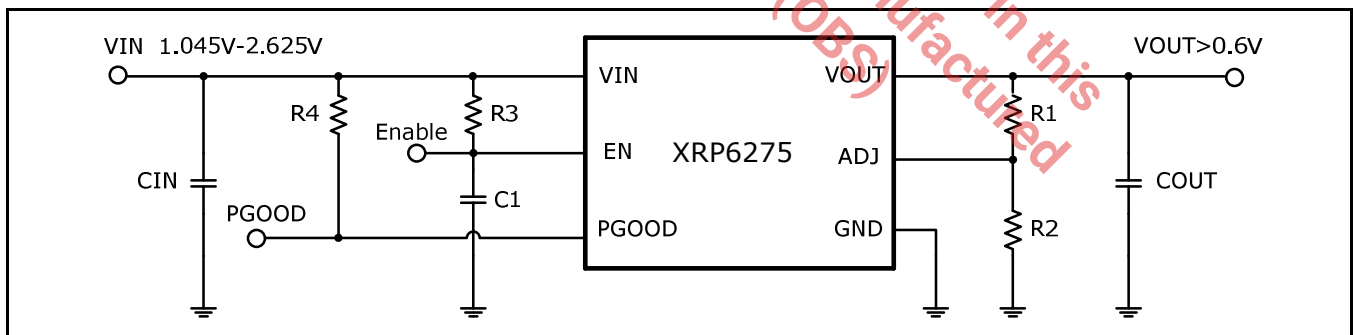 VIN 1.045V-2.625V
VOUT>0.6V
VIN
VOUT
R4
R3
R1
Enable
EN
XRP6275
ADJ
CIN
C1
COUT
PGOOD
PGOOD
GND
R2
in this
(OBS)